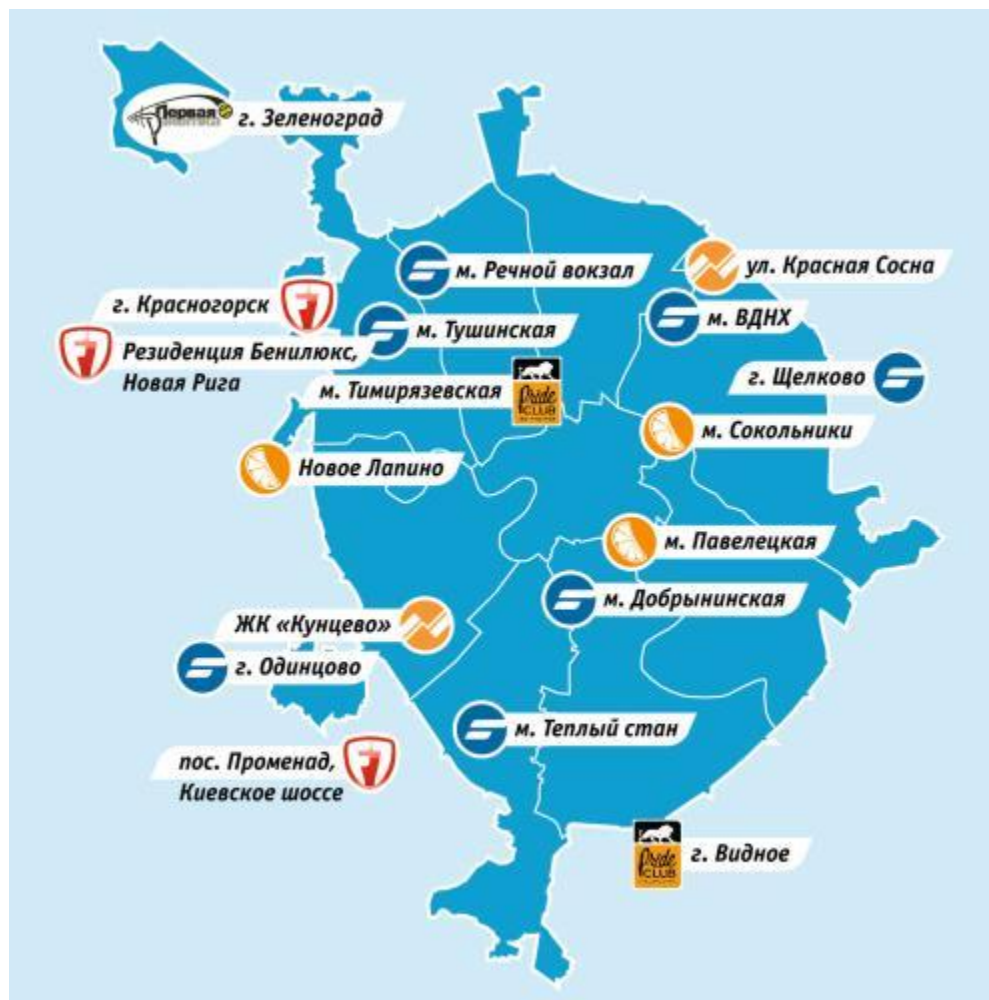 Первая
г. Зеленоград
м. Речной вокзал
ул. Красная Сосна
г. Красногорск
м. Тушинская
м. ВДНХ
Резиденция Бенилюкс,
Новая Рига
г. Щелково
м. Тимирязевская
Pride
CLUB
м. Сокольники
Новое Лапино
м. Павелецкая
м. Добрынинская
ЖК «Кунцево»
г. Одинцово
м. Теплый стан
пос. Променад,
Киевское шоссе
Pride
CLUB
г. Видное